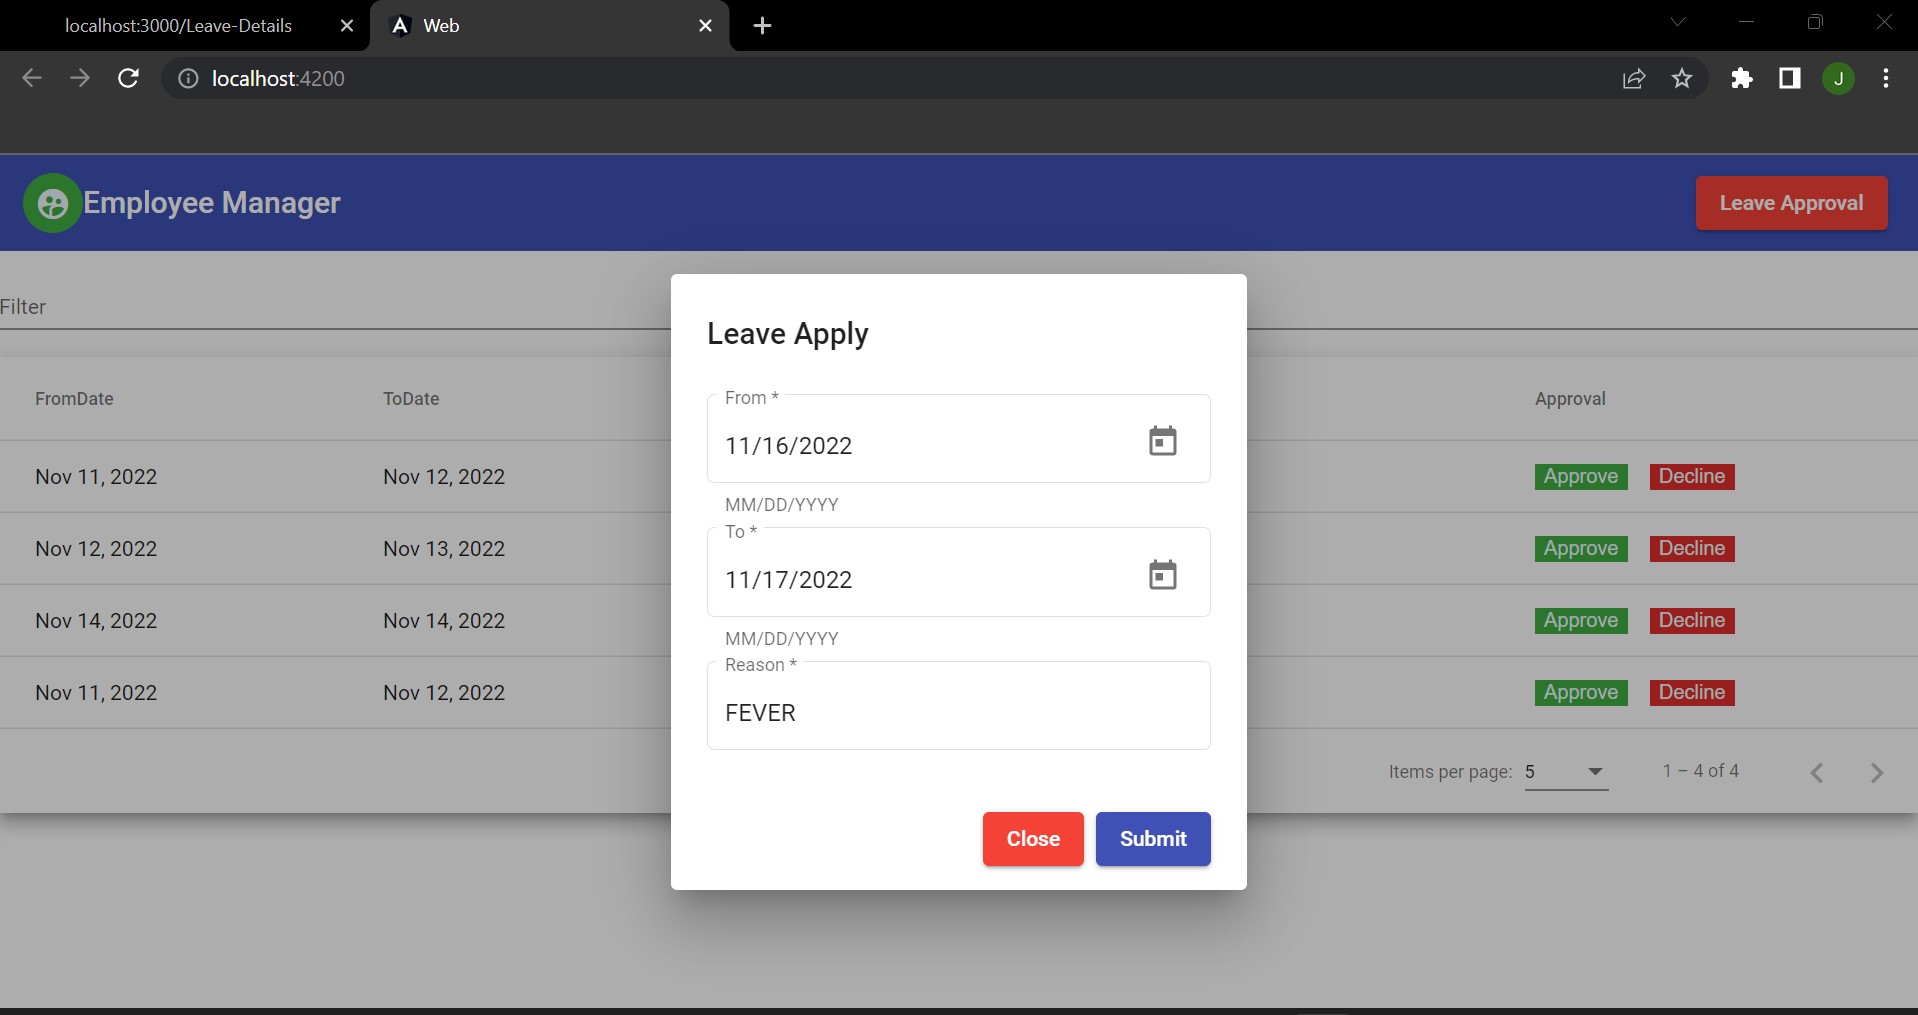 localhost:3000/Leave-Details
Web
localhost:4200
J
Employee Manager
Leave Approval
Filter
FromDate ToDate Approval
Nov 11, 2022 Nov 12, 2022 Approve Decline
Nov 12, 2022 Nov 13, 2022 Approve Decline
Nov 14, 2022 Nov 14, 2022 Approve Decline
Nov 11, 2022 Nov 12, 2022 Approve Decline
Items per page: 5 1 – 4 of 4
Leave Apply
From *
11/16/2022
MM/DD/YYYY
To *
11/17/2022
MM/DD/YYYY
Reason *
FEVER
Close Submit